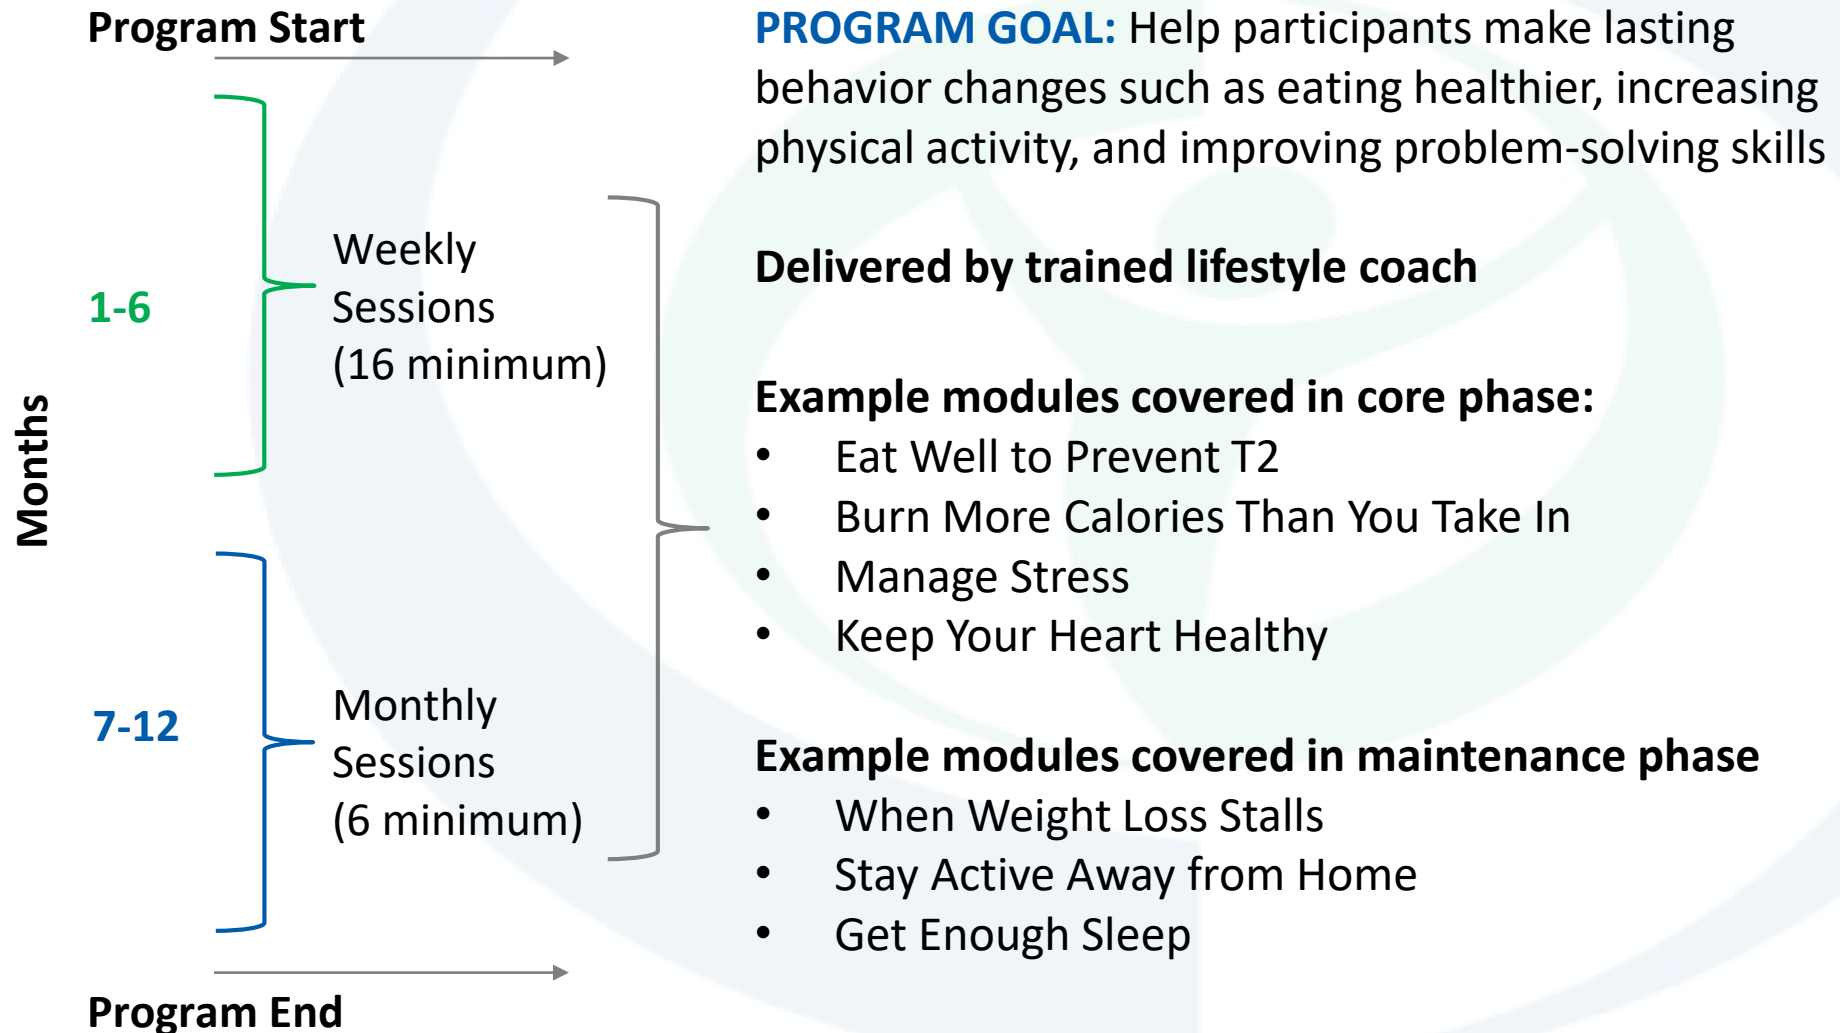 Program Start
Months
1-6
Weekly
Sessions
(16 minimum)
7-12
Monthly
Sessions
(6 minimum)
Program End
PROGRAM GOAL: Help participants make lasting
behavior changes such as eating healthier, increasing
physical activity, and improving problem-solving skills
Delivered by trained lifestyle coach
Example modules covered in core phase:
• Eat Well to Prevent T2
• Burn More Calories Than You Take In
• Manage Stress
• Keep Your Heart Healthy
Example modules covered in maintenance phase
• When Weight Loss Stalls
• Stay Active Away from Home
• Get Enough Sleep